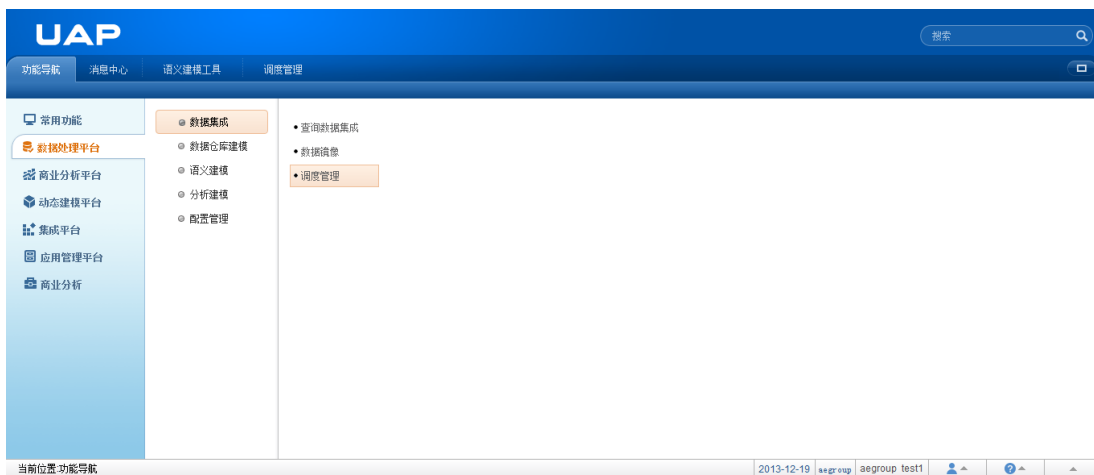 UAP
搜索
功能导航 消息中心 语义建模工具 调度管理
常用功能
数据处理平台
商业分析平台
动态建模平台
集成平台
应用管理平台
商业分析
数据集成
数据仓库建模
语义建模
分析建模
配置管理
查询数据集成
数据镜像
调度管理
当前位置:功能导航
2013-12-19 aegroup aegroup test1